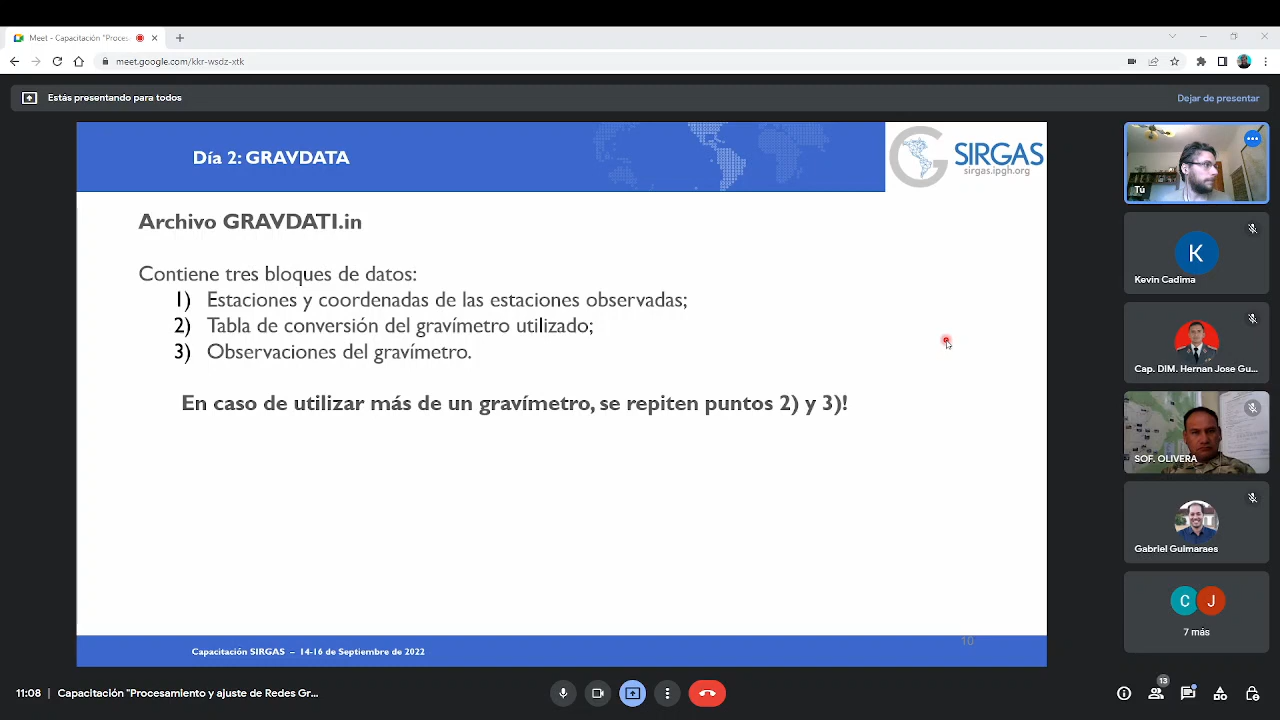 Meet - Capacitación "Proces
meet.google.com/kkr-wsdz-xtk
Estás presentando para todos
Dejar de presentar
Día 2: GRAVDATA
SIRGAS
sirgas.ipgh.org
Archivo GRAVDATI.in
Contiene tres bloques de datos:
1) Estaciones y coordenadas de las estaciones observadas;
2) Tabla de conversión del gravímetro utilizado;
3) Observaciones del gravímetro.
En caso de utilizar más de un gravímetro, se repiten puntos 2) y 3)!
Capacitación SIRGAS – 14-16 de Septiembre de 2022
10
Tú
K
Kevin Cadima
Cap. DIM. Hernan Jose Gu...
SOF. OLIVERA
Gabriel Guimaraes
C J
7 más
11:08 | Capacitación "Procesamiento y ajuste de Redes Gr...
13